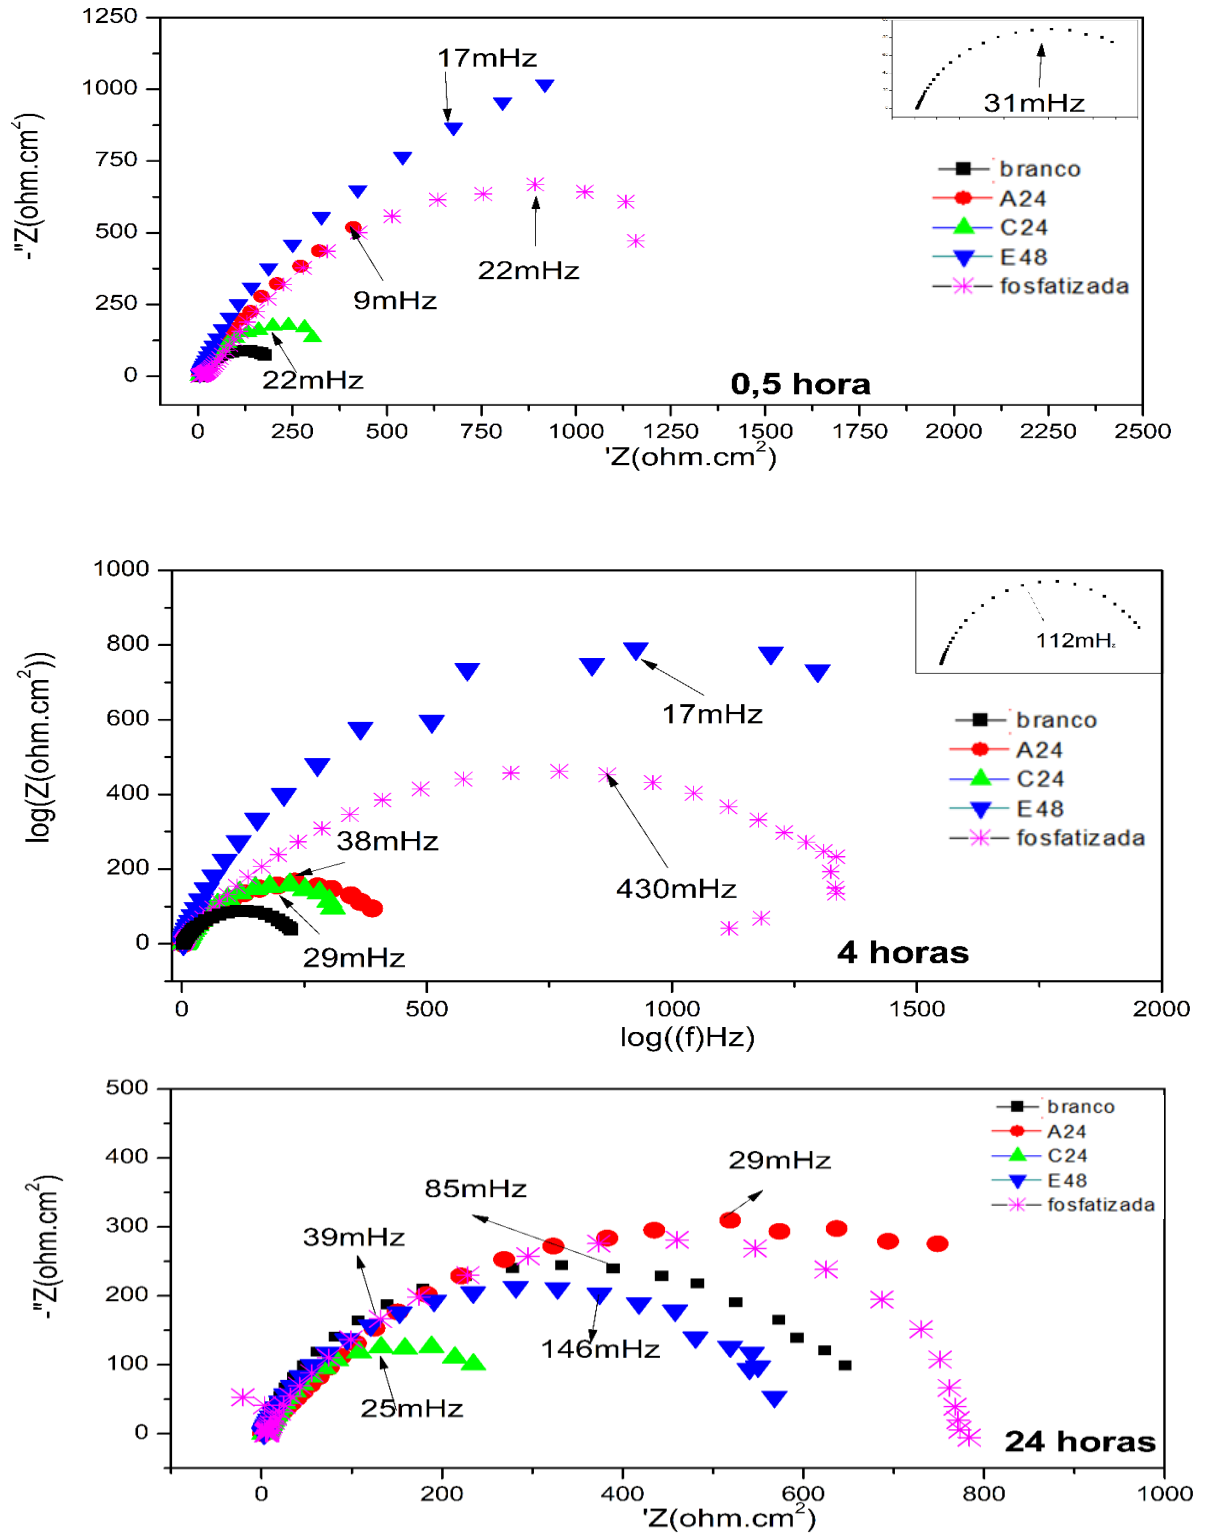 1250
1000
750
500
250
0
-"Z(ohm.cm²)
17mHz
31mHz
branco
A24
C24
E48
fosfatizada
22mHz
9mHz
22mHz
0,5 hora
0 250 500 750 1000 1250 1500 1750 2000 2250 2500
'Z(ohm.cm²)
1000
800
600
400
200
0
log(Z(ohm.cm²))
112mHz
17mHz
branco
A24
C24
E48
fosfatizada
38mHz
430mHz
29mHz
4 horas
0 500 1000 1500 2000
log((f)Hz)
500
400
300
200
100
0
-"Z(ohm.cm²)
branco
A24
C24
E48
fosfatizada
29mHz
85mHz
39mHz
146mHz
25mHz
24 horas
0 200 400 600 800 1000
'Z(ohm.cm²)